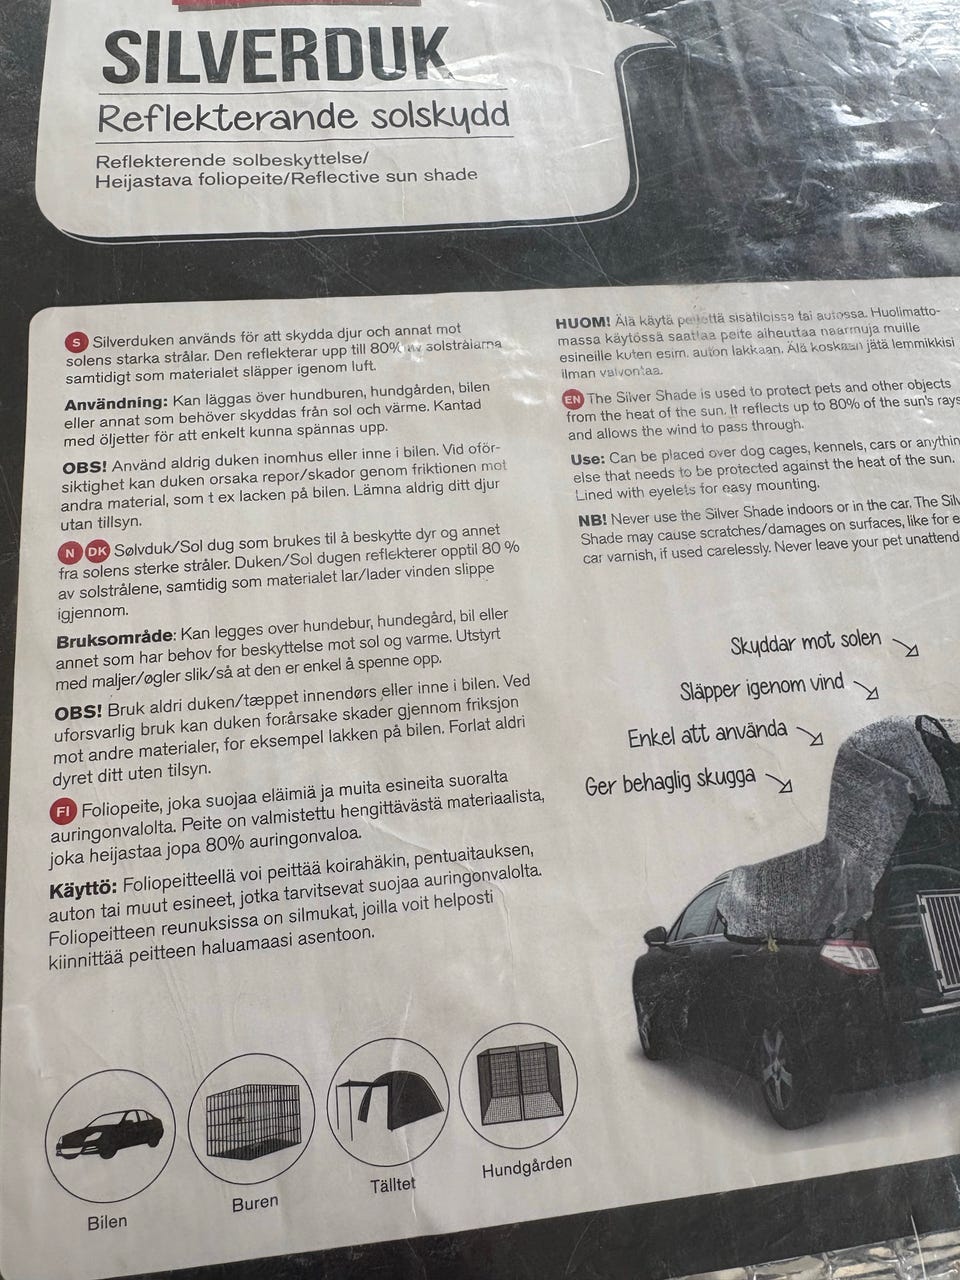 SILVERDUK
Reflekterande solskydd
Reflekterende solbeskyttelse/
Heijastava foliopeite/Reflective sun shade
S Silverduken används för att skydda djur och annat mot
solens starka strålar. Den reflekterar upp till 80% av solstrålarna
samtidigt som materialet släpper igenom luft.
Användning: Kan läggas över hundburen, hundgården, bilen
eller annat som behöver skyddas från sol och värme. Kantad
med öljetter för att enkelt kunna spännas upp.
OBS! Använd aldrig duken inomhus eller inne i bilen. Vid oför-
siktighet kan duken orsaka repor/skador genom friktionen mot
andra material, som t ex lacken på bilen. Lämna aldrig ditt djur
utan tillsyn.
N DK Sølvduk/Sol dug som brukes til å beskytte dyr og annet
fra solens sterke stråler. Duken/Sol dugen reflekterer opptil 80 %
av solstrålene, samtidig som materialet lar/lader vinden slippe
igjennom.
Bruksområde: Kan legges over hundebur, hundegård, bil eller
annet som har behov for beskyttelse mot sol og varme. Utstyrt
med maljer/øgler slik/så at den er enkel å spenne opp.
OBS! Bruk aldri duken/tæppet innendørs eller inne i bilen. Ved
uforsvarlig bruk kan duken forårsake skader gjennom friksjon
mot andre materialer, for eksempel lakken på bilen. Forlat aldri
dyret ditt uten tilsyn.
FI Foliopeite, joka suojaa eläimiä ja muita esineita suoralta
auringonvalolta. Peite on valmistettu hengittävästä materiaalista,
joka heijastaa jopa 80% auringonvaloa.
Käyttö: Foliopeitteellä voi peittää koirahäkin, pentuaitauksen,
auton tai muut esineet, jotka tarvitsevat suojaa auringonvalolta.
Foliopeitteen reunuksissa on silmukat, joilla voit helposti
kiinnittää peitteen haluamaasi asentoon.
HUOM! Älä käytä peitettä sisätiloissa tai autossa. Huolimatto-
massa käytössä saattaa peite aiheuttaa naarmuja muille
esineille kuten esim. auton lakkaan. Älä koskaan jätä lemmikkisi
ilman valvontaa.
EN The Silver Shade is used to protect pets and other objects
from the heat of the sun. It reflects up to 80% of the sun's rays
and allows the wind to pass through.
Use: Can be placed over dog cages, kennels, cars or anythin
else that needs to be protected against the heat of the sun.
Lined with eyelets for easy mounting.
NB! Never use the Silver Shade indoors or in the car. The Silv
Shade may cause scratches/damages on surfaces, like for e
car varnish, if used carelessly. Never leave your pet unattend
Skyddar mot solen
Släpper igenom vind
Enkel att använda
Ger behaglig skugga
Bilen
Buren
Tälltet
Hundgården